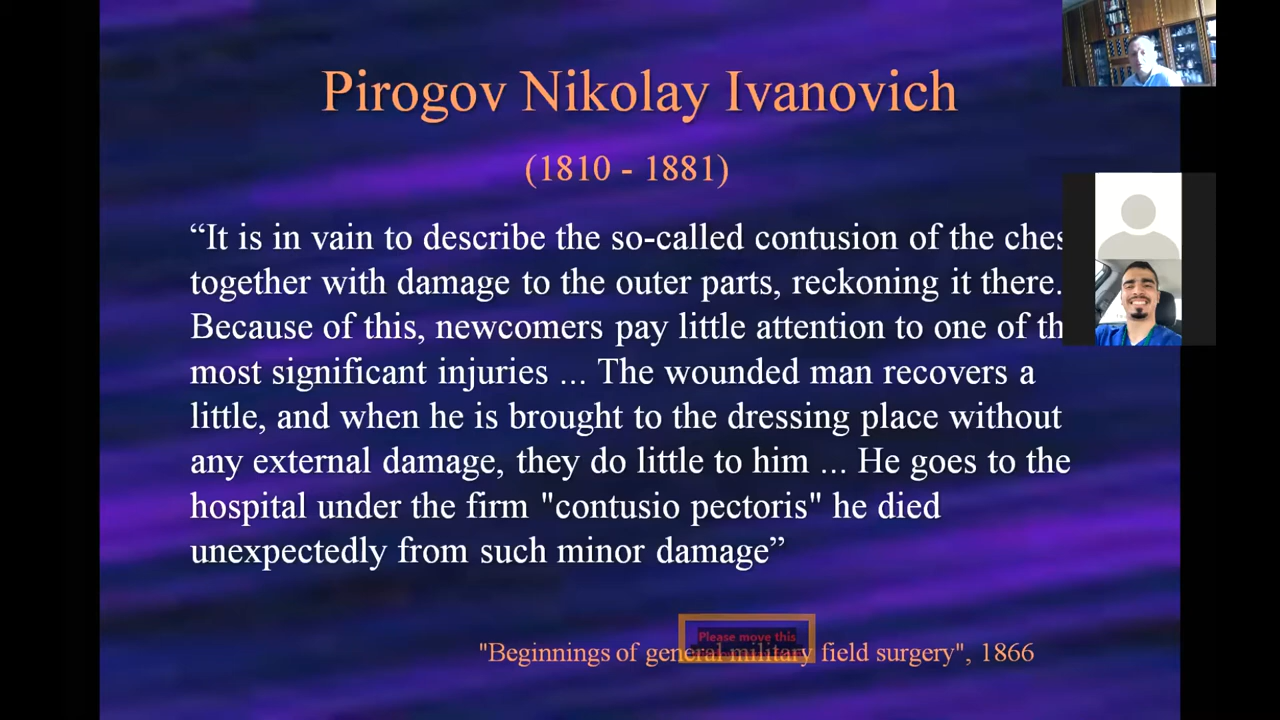 Pirogov Nikolay Ivanovich
(1810 - 1881)
“It is in vain to describe the so-called contusion of the ches
together with damage to the outer parts, reckoning it there.
Because of this, newcomers pay little attention to one of th
most significant injuries ... The wounded man recovers a
little, and when he is brought to the dressing place without
any external damage, they do little to him ... He goes to the
hospital under the firm "contusio pectoris" he died
unexpectedly from such minor damage”
Please move this
"Beginnings of general military field surgery", 1866